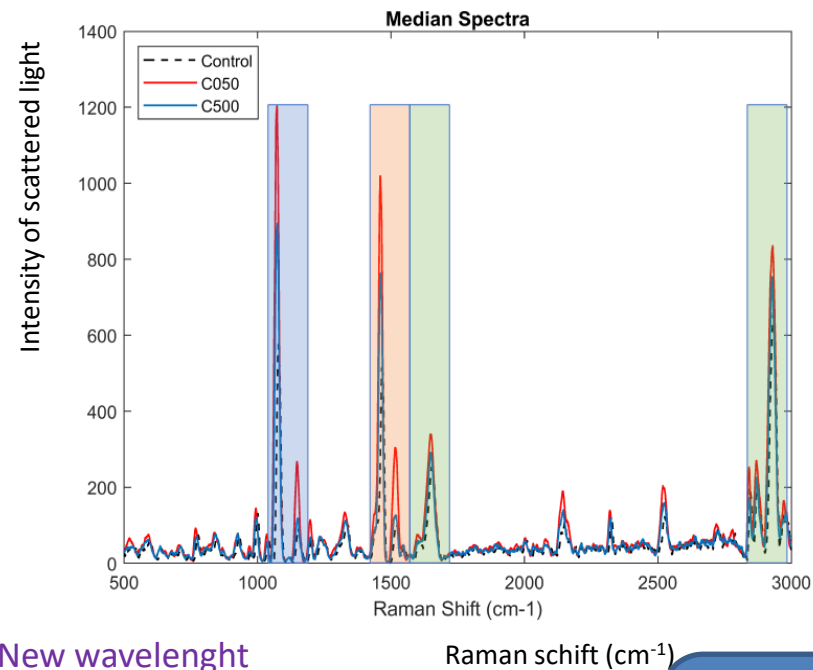 Median Spectra
Intensity of scattered light
1400
1200
1000
800
600
400
200
0
Control
C050
C500
500
1000
1500
2000
2500
3000
Raman Shift (cm-1)
New wavelenght
Raman schift (cm-1)